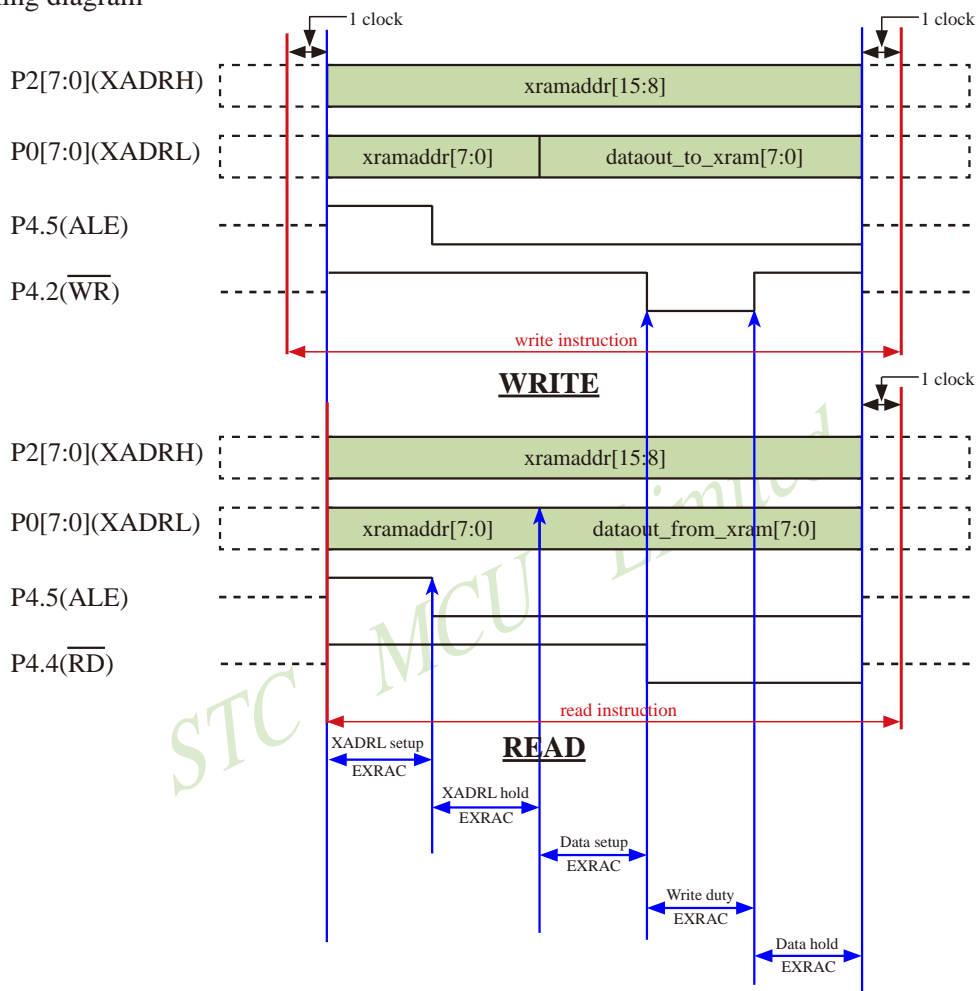 1 clock
1 clock
P2[7:0](XADRH)
xramaddr[15:8]
P0[7:0](XADRL)
xramaddr[7:0]
dataout_to_xram[7:0]
P4.5(ALE)
P4.2(WR)
write instruction
WRITE
1 clock
P2[7:0](XADRH)
xramaddr[15:8]
P0[7:0](XADRL)
xramaddr[7:0]
dataout_from_xram[7:0]
P4.5(ALE)
P4.4(RD)
STC MCU Limited
read instruction
READ
XADRL setup
EXRAC
XADRL hold
EXRAC
Data setup
EXRAC
Write duty
EXRAC
Data hold
EXRAC